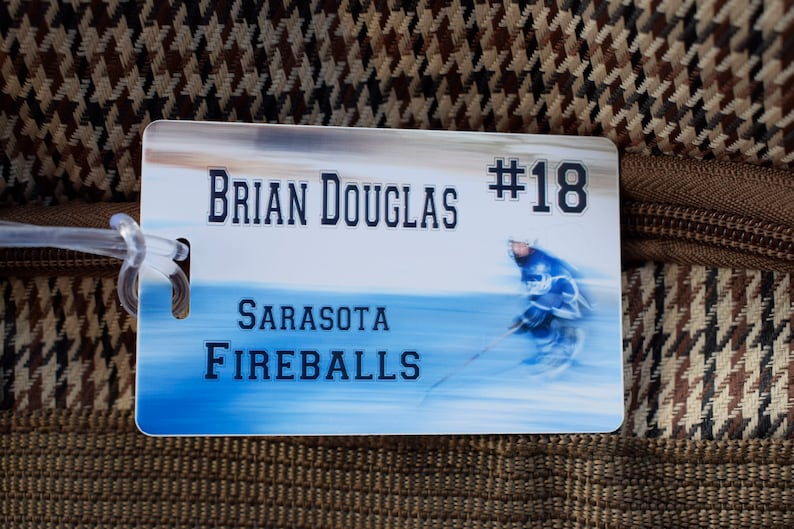 Brian Douglas #18
Sarasota
Fireballs